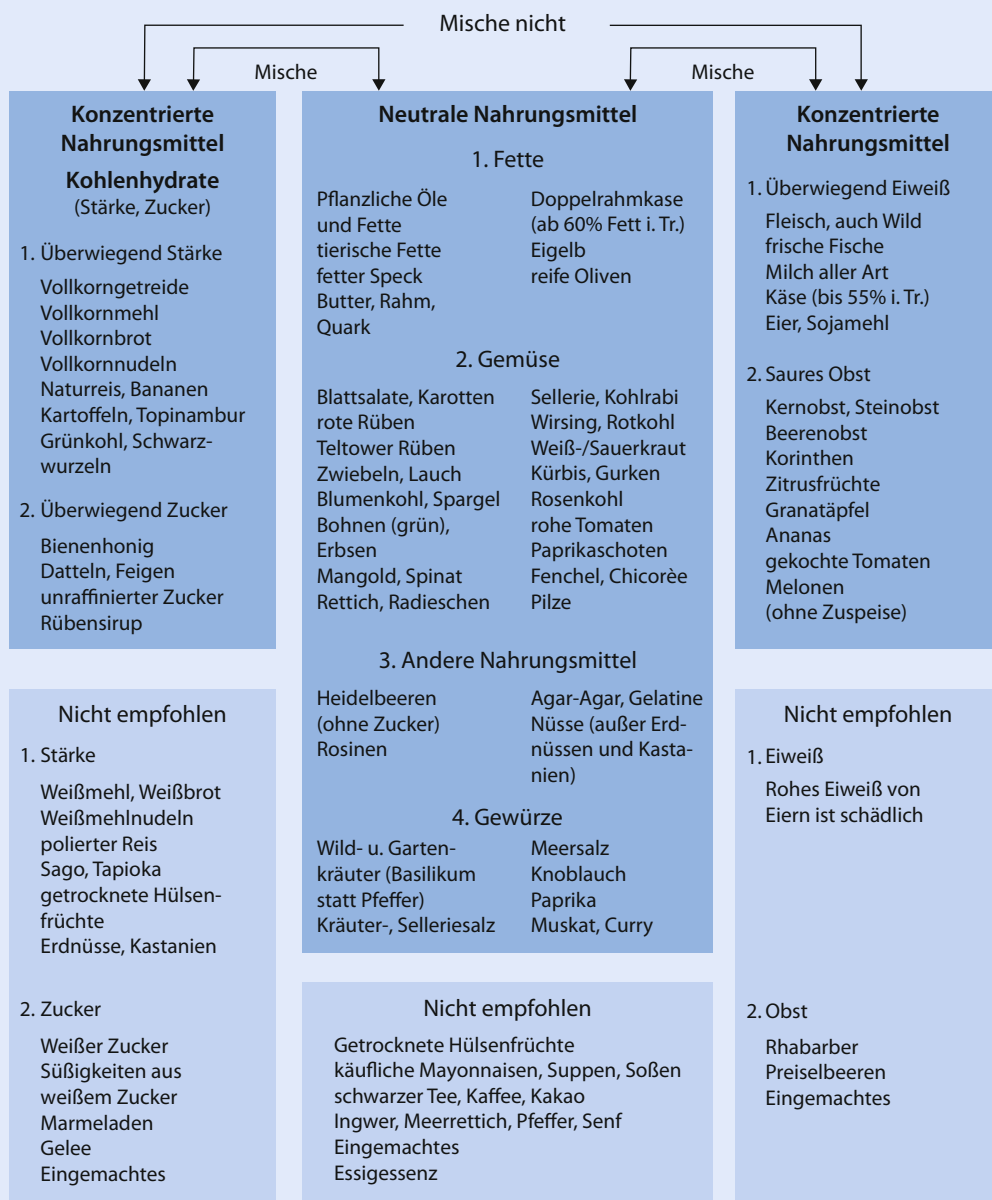 Mische nicht
Mische
Mische
Konzentrierte
Nahrungsmittel
Kohlenhydrate
(Stärke, Zucker)
1. Überwiegend Stärke
Vollkorngetreide
Vollkornmehl
Vollkornbrot
Vollkornnudeln
Naturreis, Bananen
Kartoffeln, Topinambur
Grünkohl, Schwarz-
wurzeln
2. Überwiegend Zucker
Bienenhonig
Datteln, Feigen
unraffinierter Zucker
Rübensirup
Nicht empfohlen
1. Stärke
Weißmehl, Weißbrot
Weißmehlnudeln
polierter Reis
Sago, Tapioka
getrocknete Hülsen-
früchte
Erdnüsse, Kastanien
2. Zucker
Weißer Zucker
Süßigkeiten aus
weißem Zucker
Marmeladen
Gelee
Eingemachtes
Neutrale Nahrungsmittel
1. Fette
Pflanzliche Öle
und Fette
tierische Fette
fetter Speck
Butter, Rahm,
Quark
Doppelrahmkase
(ab 60% Fett i. Tr.)
Eigelb
reife Oliven
2. Gemüse
Blattsalate, Karotten
rote Rüben
Teltower Rüben
Zwiebeln, Lauch
Blumenkohl, Spargel
Bohnen (grün),
Erbsen
Mangold, Spinat
Rettich, Radieschen
Sellerie, Kohlrabi
Wirsing, Rotkohl
Weiß-/Sauerkraut
Kürbis, Gurken
Rosenkohl
rohe Tomaten
Paprikaschoten
Fenchel, Chicorèe
Pilze
3. Andere Nahrungsmittel
Heidelbeeren
(ohne Zucker)
Rosinen
Agar-Agar, Gelatine
Nüsse (außer Erd-
nüssen und Kasta-
nien)
4. Gewürze
Wild- u. Garten-
kräuter (Basilikum
statt Pfeffer)
Kräuter-, Selleriesalz
Meersalz
Knoblauch
Paprika
Muskat, Curry
Nicht empfohlen
Getrocknete Hülsenfrüchte
käufliche Mayonnaisen, Suppen, Soßen
schwarzer Tee, Kaffee, Kakao
Ingwer, Meerrettich, Pfeffer, Senf
Eingemachtes
Essigessenz
Konzentrierte
Nahrungsmittel
1. Überwiegend Eiweiß
Fleisch, auch Wild
frische Fische
Milch aller Art
Käse (bis 55% i. Tr.)
Eier, Sojamehl
2. Saures Obst
Kernobst, Steinobst
Beerenobst
Korinthen
Zitrusfrüchte
Granatäpfel
Ananas
gekochte Tomaten
Melonen
(ohne Zuspeise)
Nicht empfohlen
1. Eiweiß
Rohes Eiweiß von
Eiern ist schädlich
2. Obst
Rhabarber
Preiselbeeren
Eingemachtes